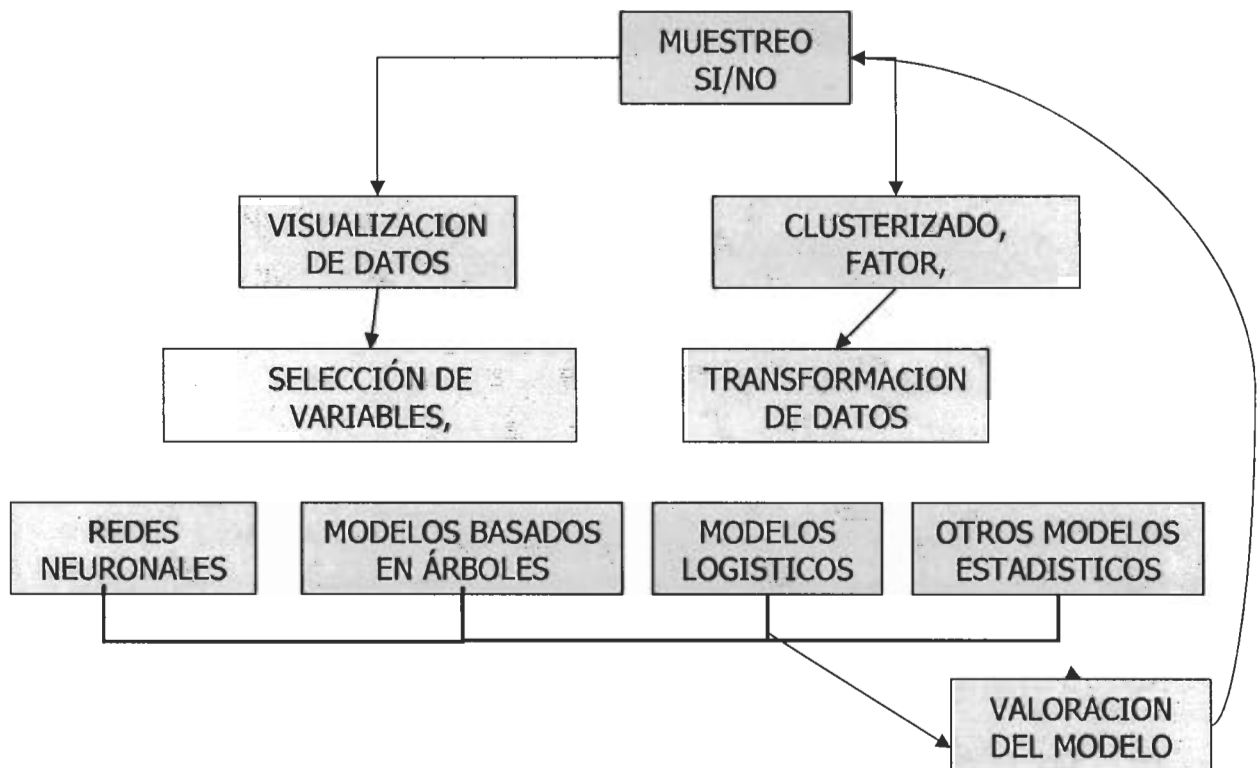 MUESTREO
SI/NO
VISUALIZACION
DE DATOS
CLUSTERIZADO,
FATOR,
SELECCIÓN DE
VARIABLES,
TRANSFORMACION
DE DATOS
REDES
NEURONALES
MODELOS BASADOS
EN ÁRBOLES
MODELOS
LOGISTICOS
OTROS MODELOS
ESTADISTICOS
VALORACION
DEL MODELO